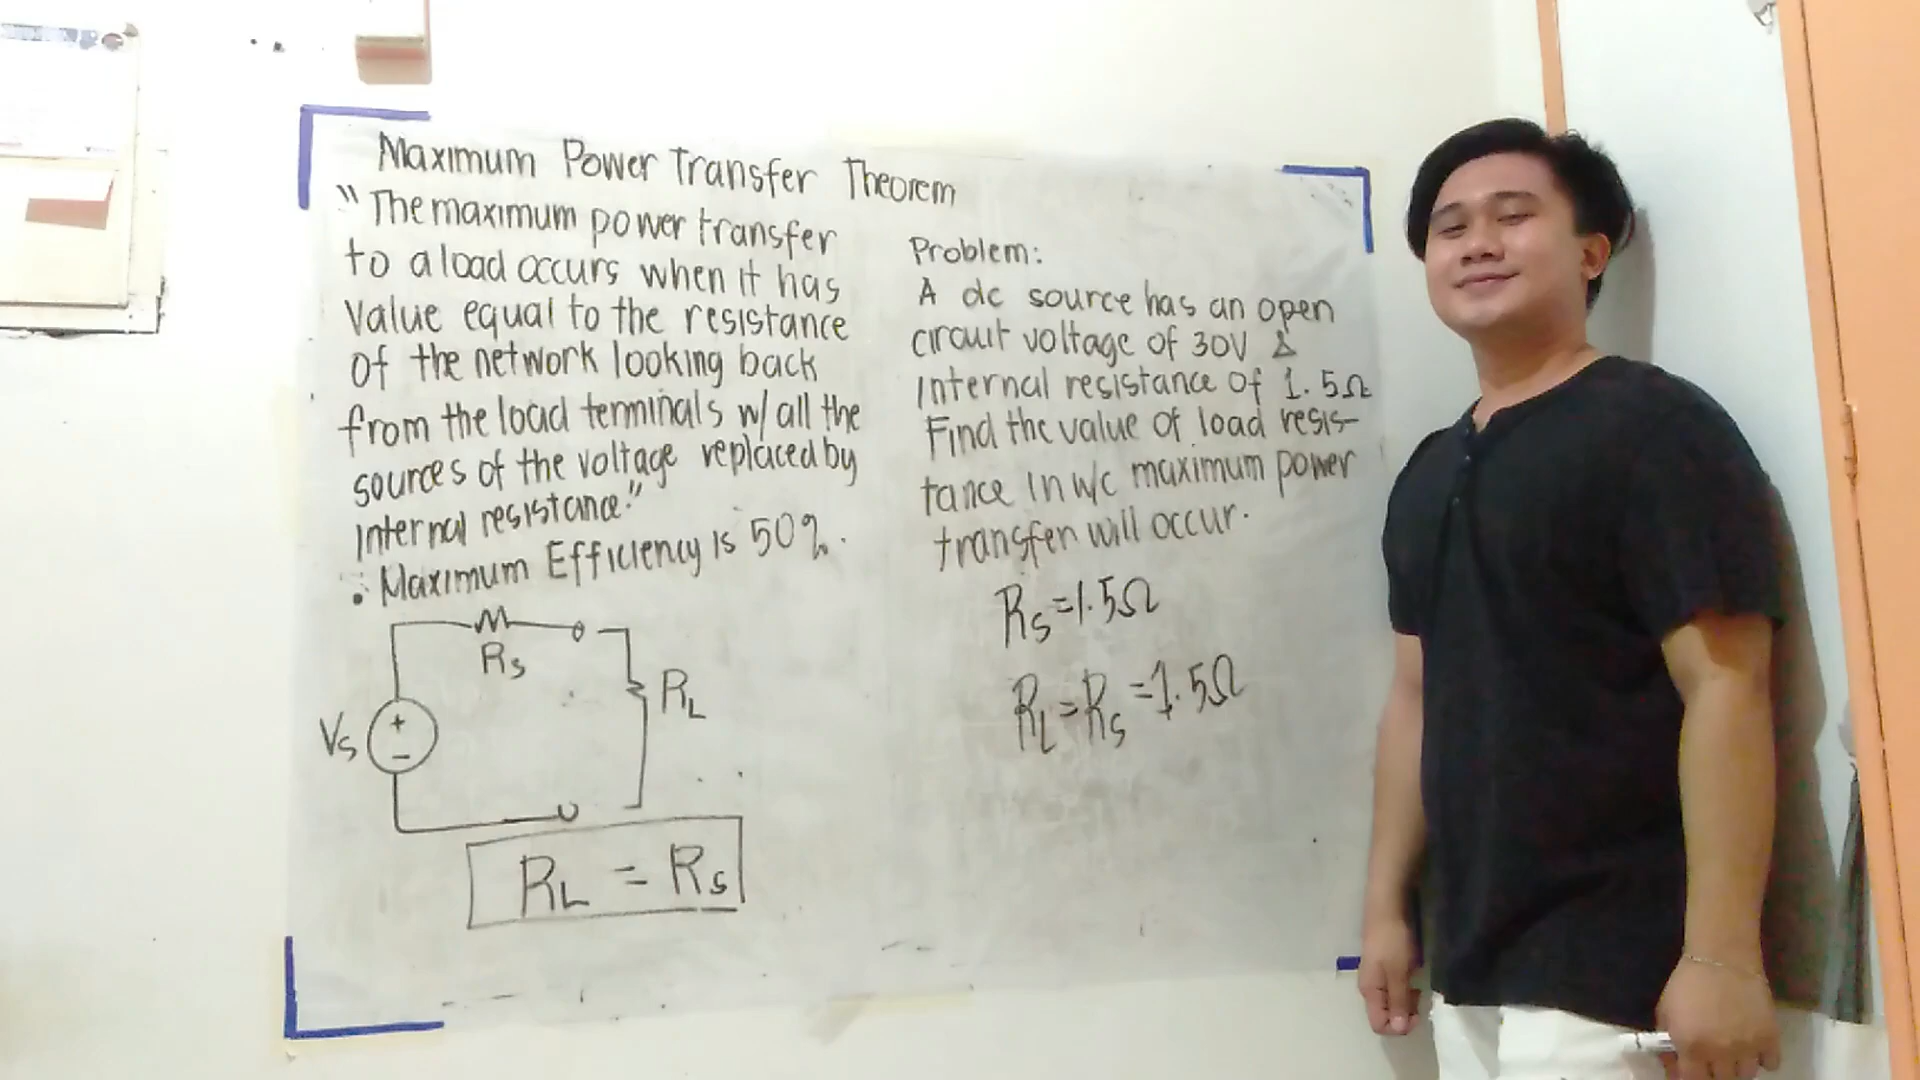 Maximum Power Transfer Theorem
"The maximum power transfer
to a load occurs when it has
value equal to the resistance
of the network looking back
from the load terminals w/ all the
sources of the voltage replaced by
internal resistance."
• Maximum Efficiency is 50%.
Rs
RL
Vs
+
-
RL = Rs
Problem:
A dc source has an open
circuit voltage of 30V &
internal resistance of 1.5Ω
Find the value of load resis-
tance in w/c maximum power
transfer will occur.
Rs = 1.5Ω
RL = Rs = 1.5Ω